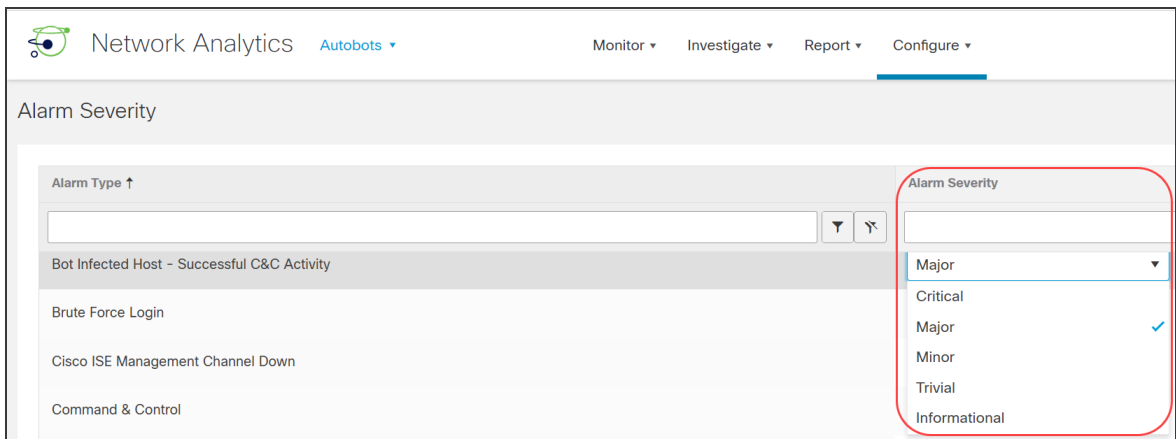 Network Analytics Autobots Monitor Investigate Report Configure
Alarm Severity
Alarm Type Alarm Severity
Bot Infected Host - Successful C&C Activity Major
Critical
Brute Force Login
Major
Minor
Cisco ISE Management Channel Down
Trivial
Command & Control
Informational